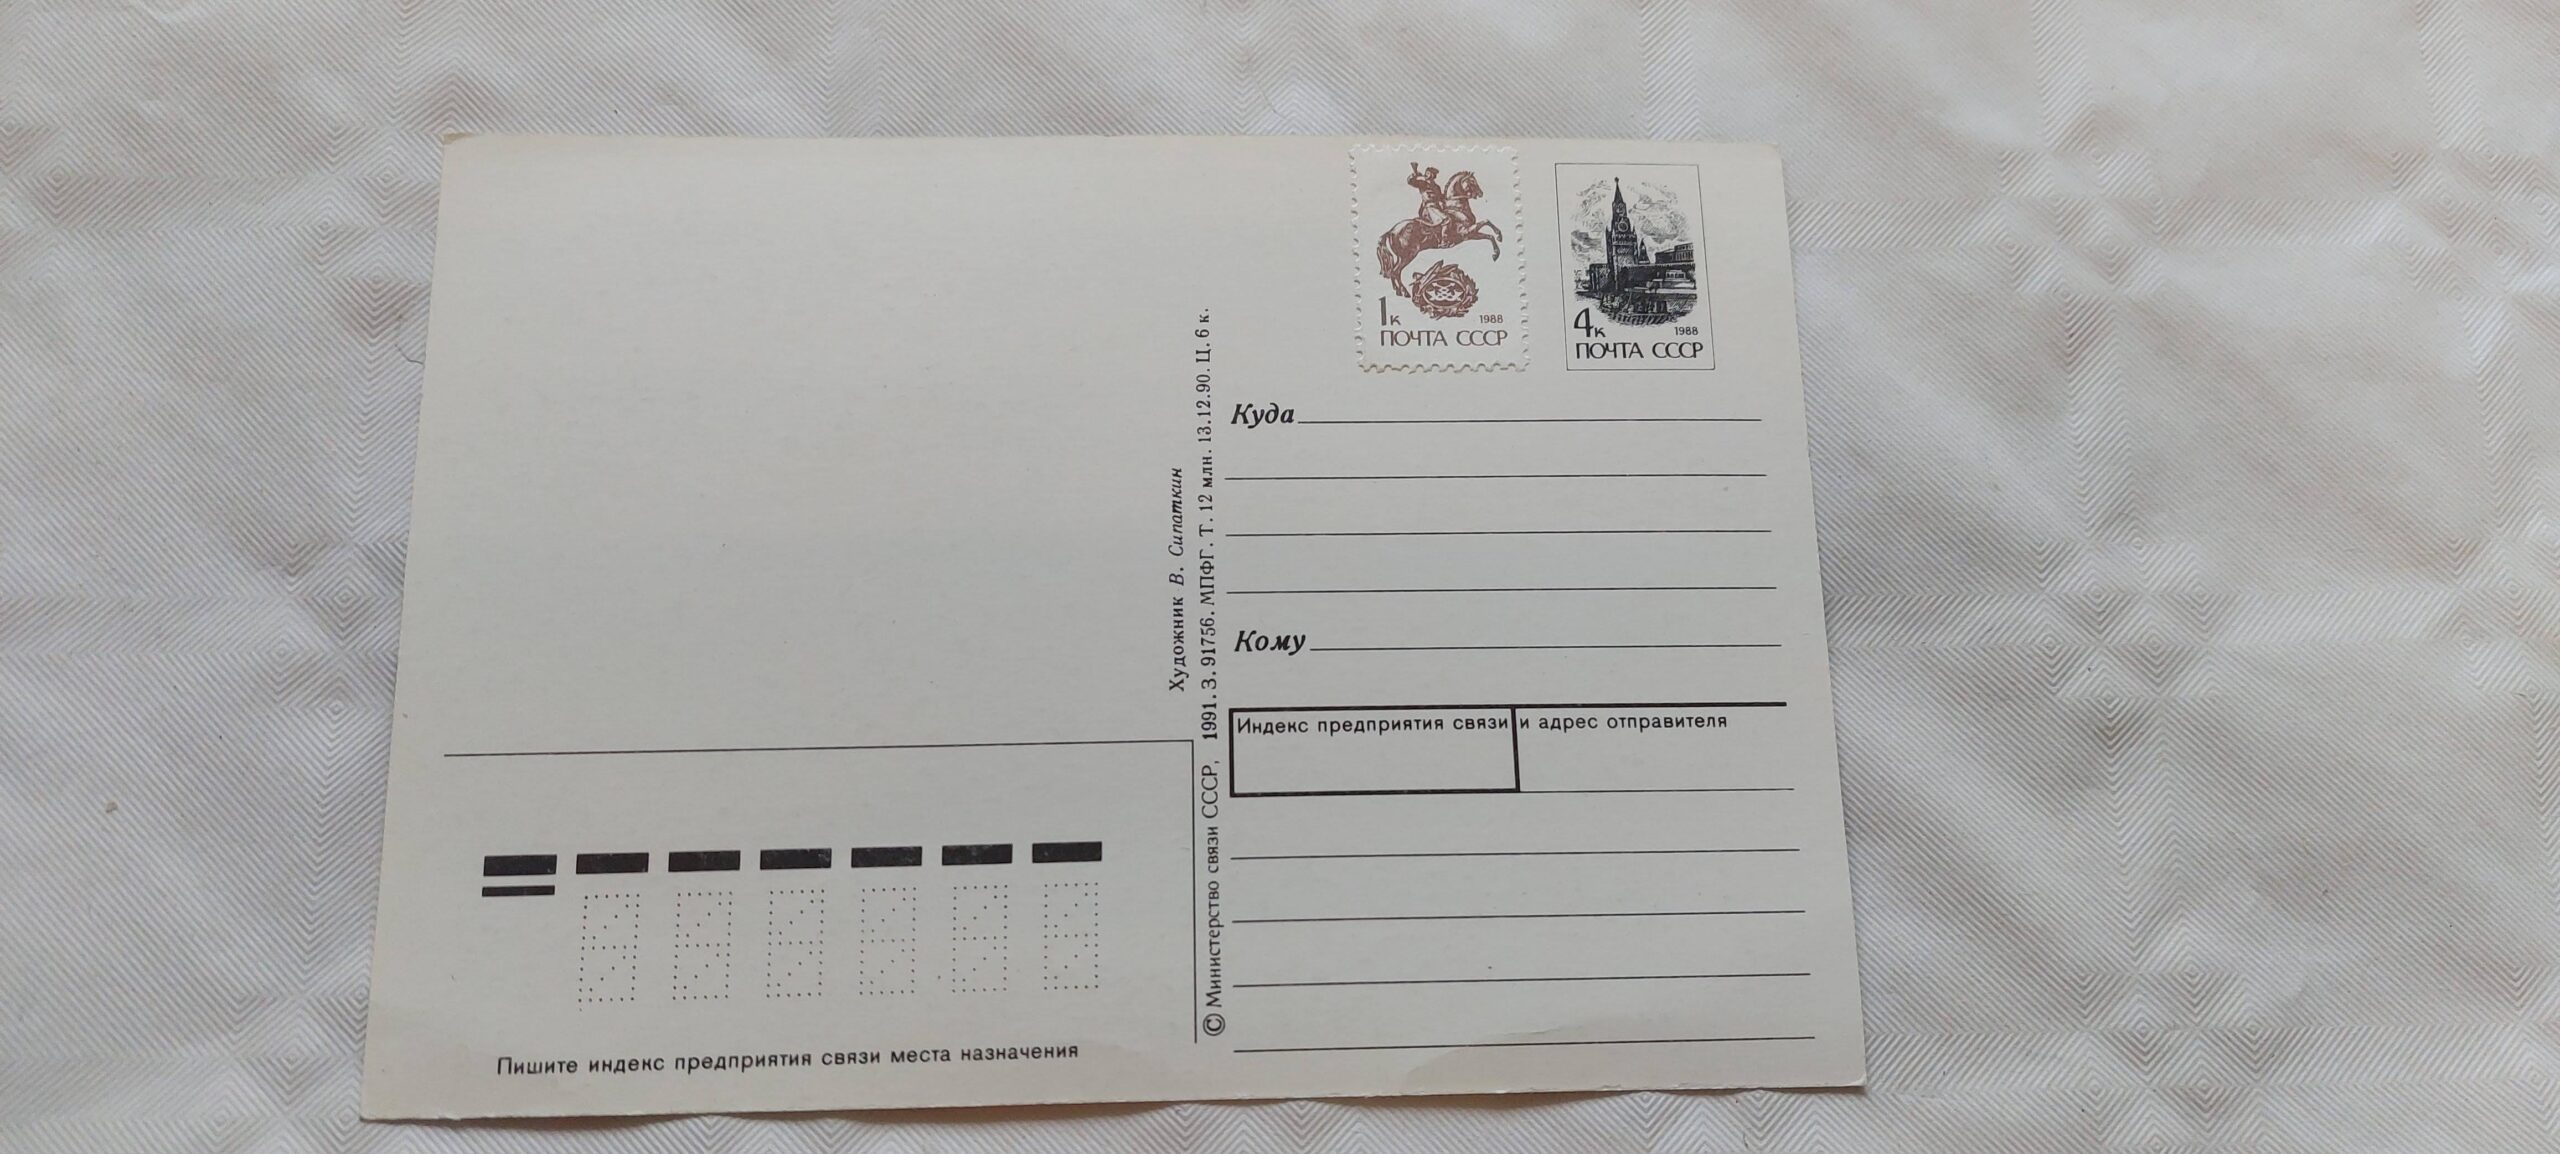 1к
1988
ПОЧТА СССР
4к
1988
ПОЧТА СССР
Куда
Кому
Индекс предприятия связи и адрес отправителя
Художник В. Сипаткин
© Министерство связи СССР, 1991. З. 91756. МПФГ. Т. 12 млн. 13.12.90. Ц. 6 к.
Пишите индекс предприятия связи места назначения